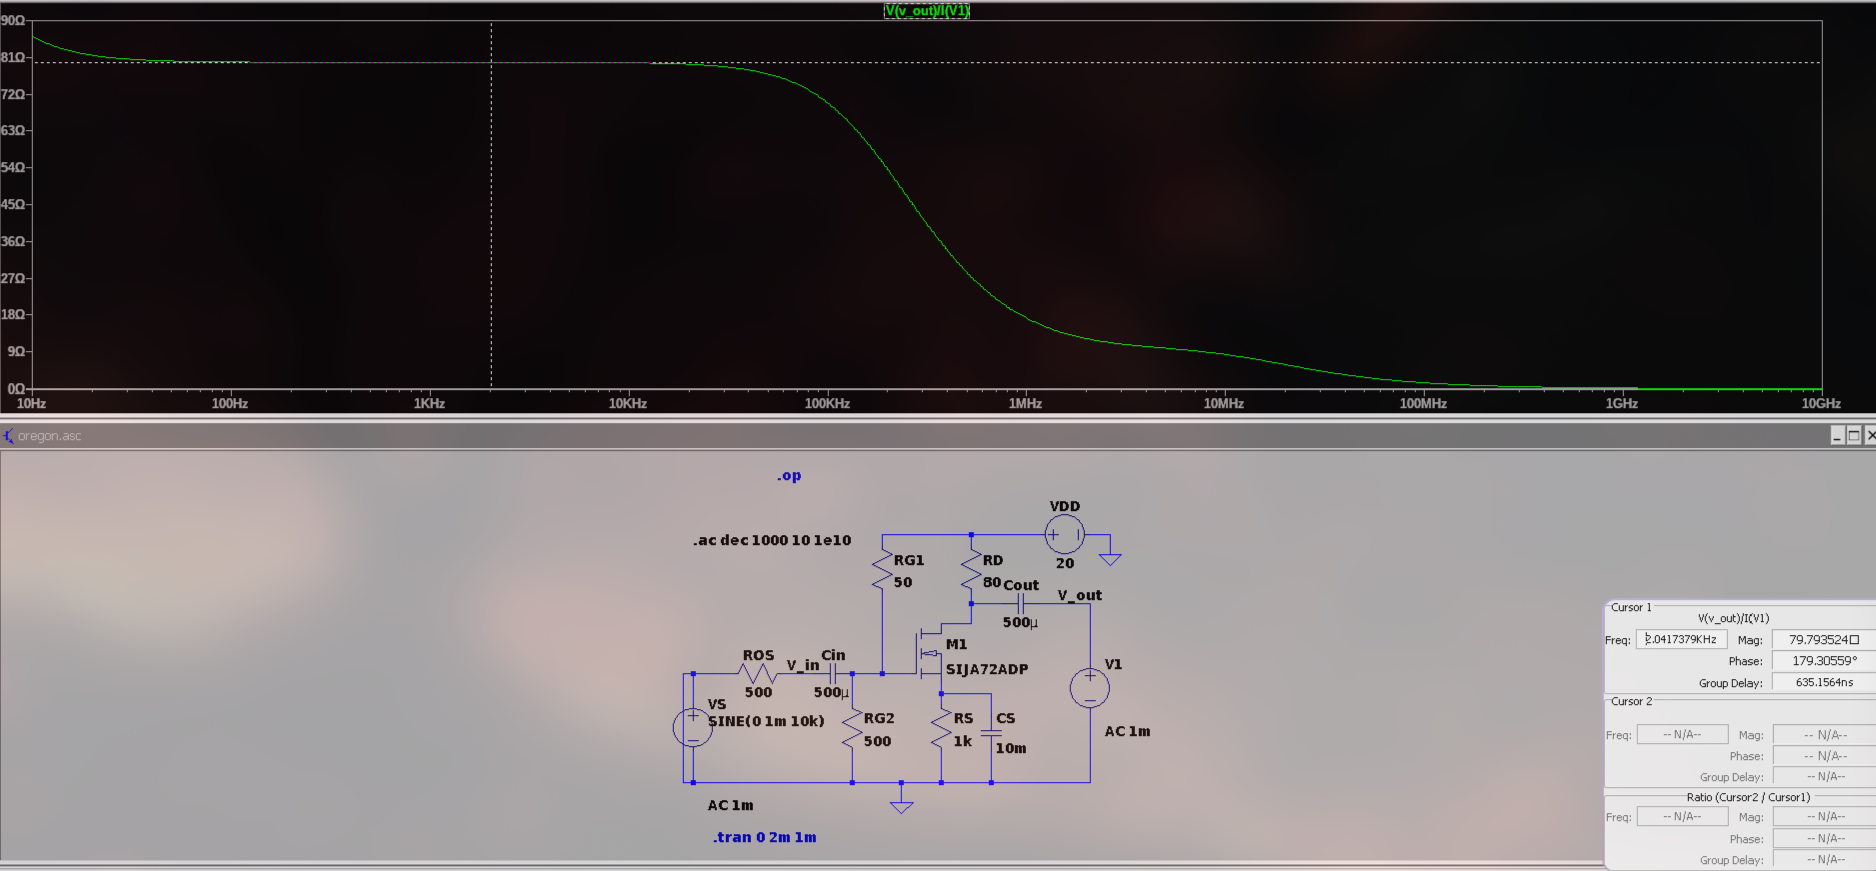 V(v_out)/I(V1)
90Ω
81Ω
72Ω
63Ω
54Ω
45Ω
36Ω
27Ω
18Ω
9Ω
0Ω
10Hz 100Hz 1KHz 10KHz 100KHz 1MHz 10MHz 100MHz 1GHz 10GHz
oregon.asc
.op
.ac dec 1000 10 1e10
VDD
20
RG1
50
RD
80
Cout
500µ
V_out
M1
SIJA72ADP
ROS
500
V_in
Cin
500µ
VS
SINE(0 1m 10k)
RG2
500
RS
1k
CS
10m
V1
AC 1m
AC 1m
.tran 0 2m 1m
Cursor 1
V(v_out)/I(V1)
Freq: 2.0417379KHz Mag: 79.793524
Phase: 179.30559°
Group Delay: 635.1564ns
Cursor 2
Freq: -- N/A-- Mag: -- N/A--
Phase: -- N/A--
Group Delay: -- N/A--
Ratio (Cursor2 / Cursor1)
Freq: -- N/A-- Mag: -- N/A--
Phase: -- N/A--
Group Delay: -- N/A--